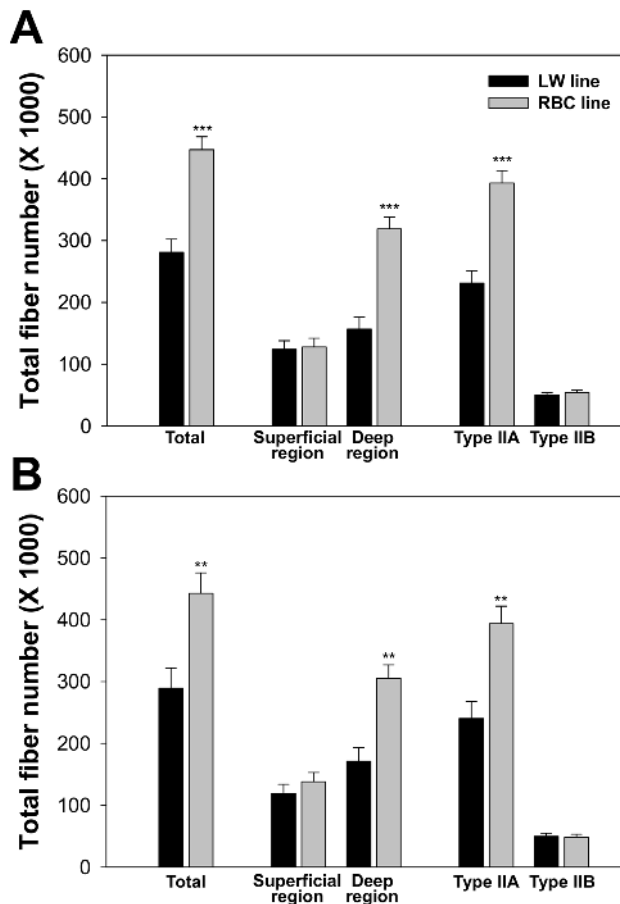 A
Total fiber number (X 1000)
600
500
400
300
200
100
0
LW line
RBC line
***
***
***
Total
Superficial region
Deep region
Type IIA
Type IIB
B
Total fiber number (X 1000)
600
500
400
300
200
100
0
**
**
**
Total
Superficial region
Deep region
Type IIA
Type IIB